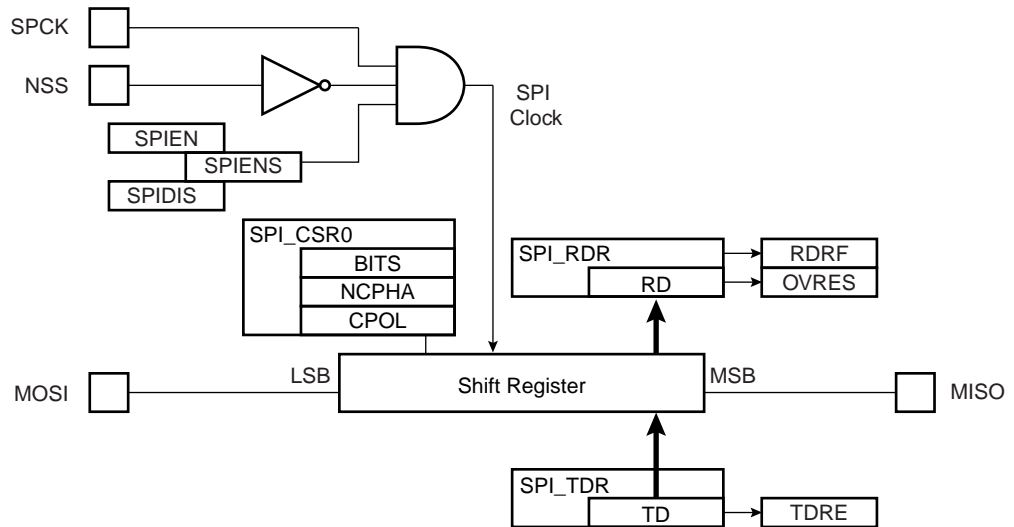 SPCK
NSS
SPI
Clock
SPIEN
SPIENS
SPIDIS
SPI_CSR0
BITS
NCPHA
CPOL
SPI_RDR
RD
RDRF
OVRES
MOSI
LSB
Shift Register
MSB
MISO
SPI_TDR
TD
TDRE